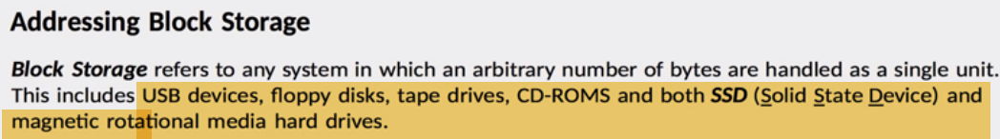 Addressing Block Storage
Block Storage refers to any system in which an arbitrary number of bytes are handled as a single unit.
This includes USB devices, floppy disks, tape drives, CD-ROMS and both SSD (Solid State Device) and
magnetic rotational media hard drives.